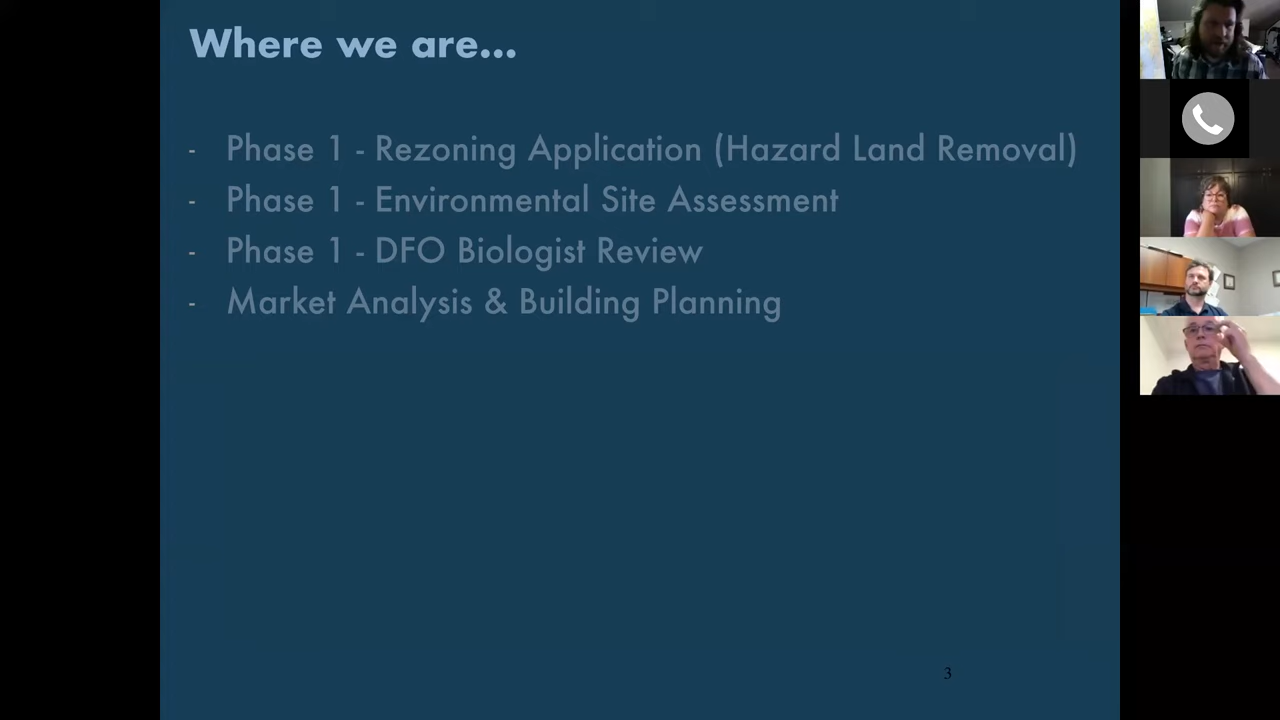 Where we are...
- Phase 1 - Rezoning Application (Hazard Land Removal)
- Phase 1 - Environmental Site Assessment
- Phase 1 - DFO Biologist Review
- Market Analysis & Building Planning
3